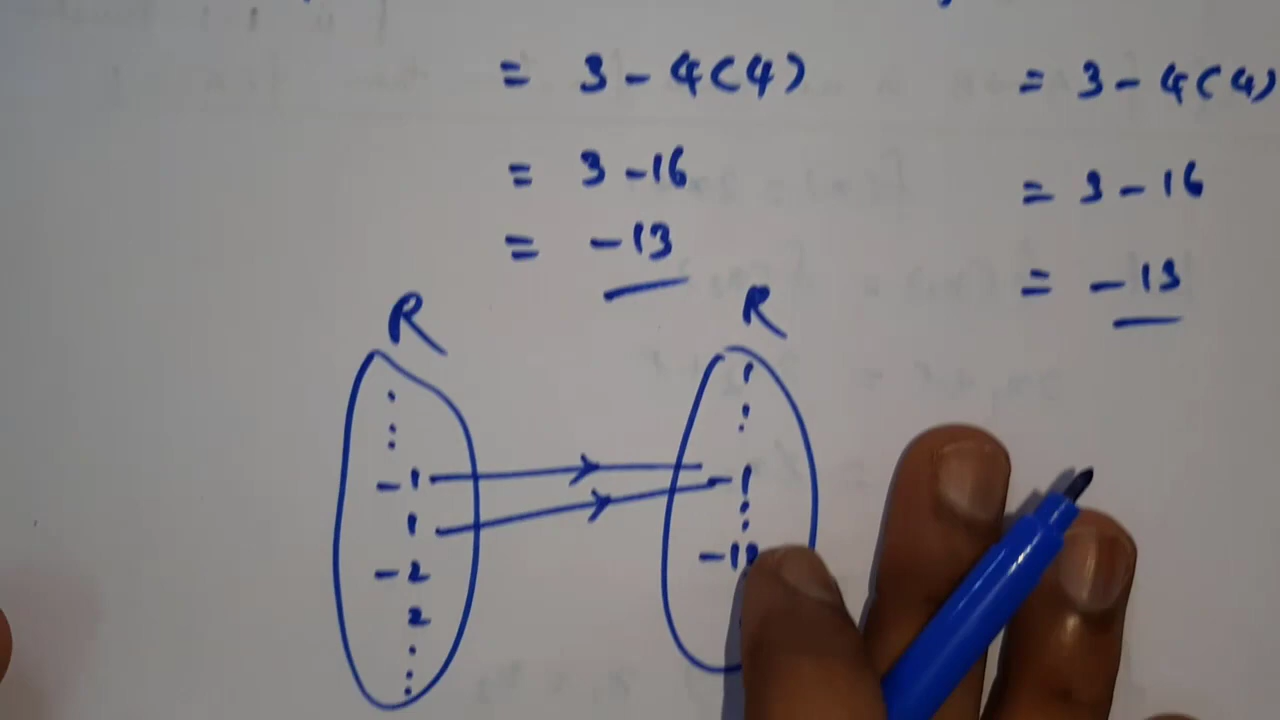 = 3 - 4(4)
= 3 - 16
= -13
= 3 - 4(4)
= 3 - 16
= -13
R
-1
1
-2
2
R
-1